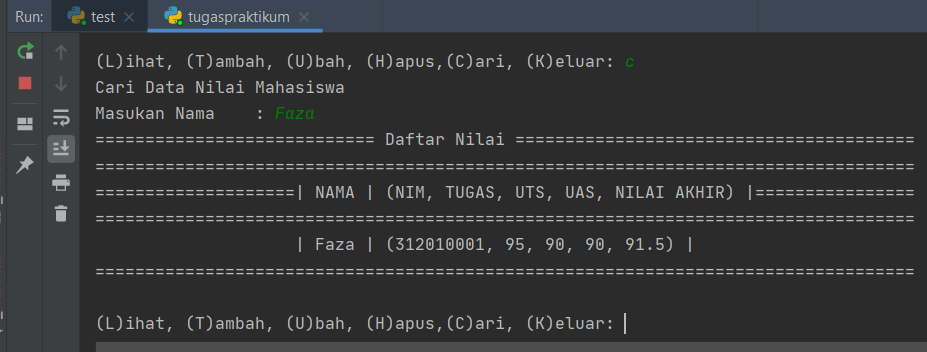 Run: test × tugaspraktikum ×
(L)ihat, (T)ambah, (U)bah, (H)apus,(C)ari, (K)eluar: c
Cari Data Nilai Mahasiswa
Masukan Nama    : Faza
============================ Daftar Nilai ========================================
==================================================================================
====================| NAMA | (NIM, TUGAS, UTS, UAS, NILAI AKHIR) |================
==================================================================================
                    | Faza | (312010001, 95, 90, 90, 91.5) |
==================================================================================
(L)ihat, (T)ambah, (U)bah, (H)apus,(C)ari, (K)eluar: